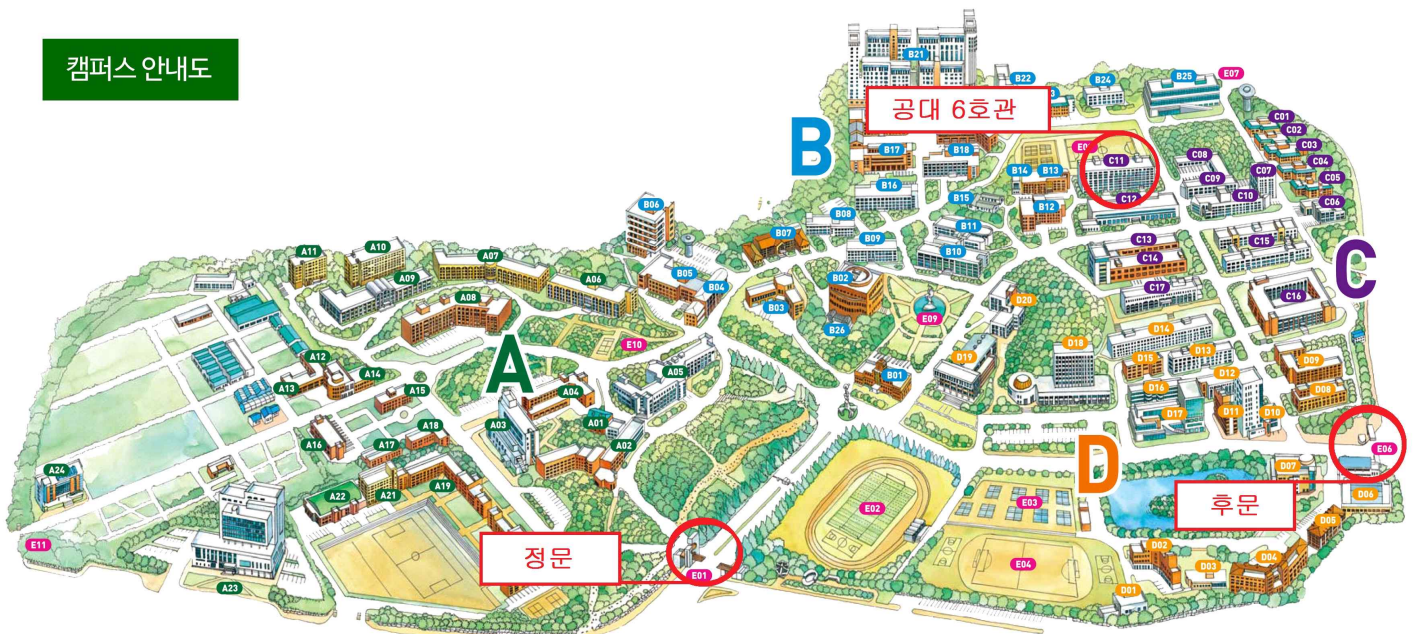 캠퍼스 안내도
B21
B22
B24
B25
E07
공대 6호관
C01
C02
C03
C04
C05
C06
B
B17
B18
C11
C08
C07
C09
C10
B14
B13
B16
B15
B12
C12
B06
B08
B11
B07
B09
B10
C13
C14
C15
C
A11
A10
A07
A09
A06
B05
B04
B02
B03
B26
E09
D20
C17
C16
A08
E10
A
D14
D18
D19
D15
D13
D09
D12
D08
A12
A13
A14
A15
A05
A04
B01
D16
D17
D11
D10
A16
A17
A18
A03
A01
A02
D
E06
A24
A22
A21
A19
E02
E03
D07
D06
후문
D05
E11
정문
E01
E04
D02
D03
D04
D01
A23